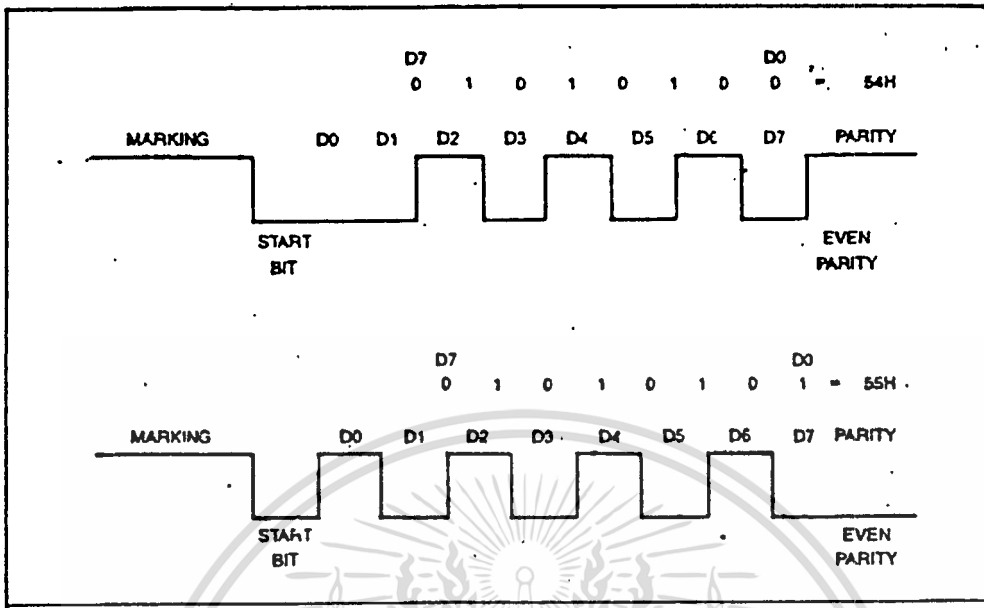 D7 D0
0 1 0 1 0 1 0 0 = 54H
MARKING D0 D1 D2 D3 D4 D5 D6 D7 PARITY
START EVEN
BIT PARITY
D7 D0
0 1 0 1 0 1 0 1 = 55H
MARKING D0 D1 D2 D3 D4 D5 D6 D7 PARITY
START EVEN
BIT PARITY